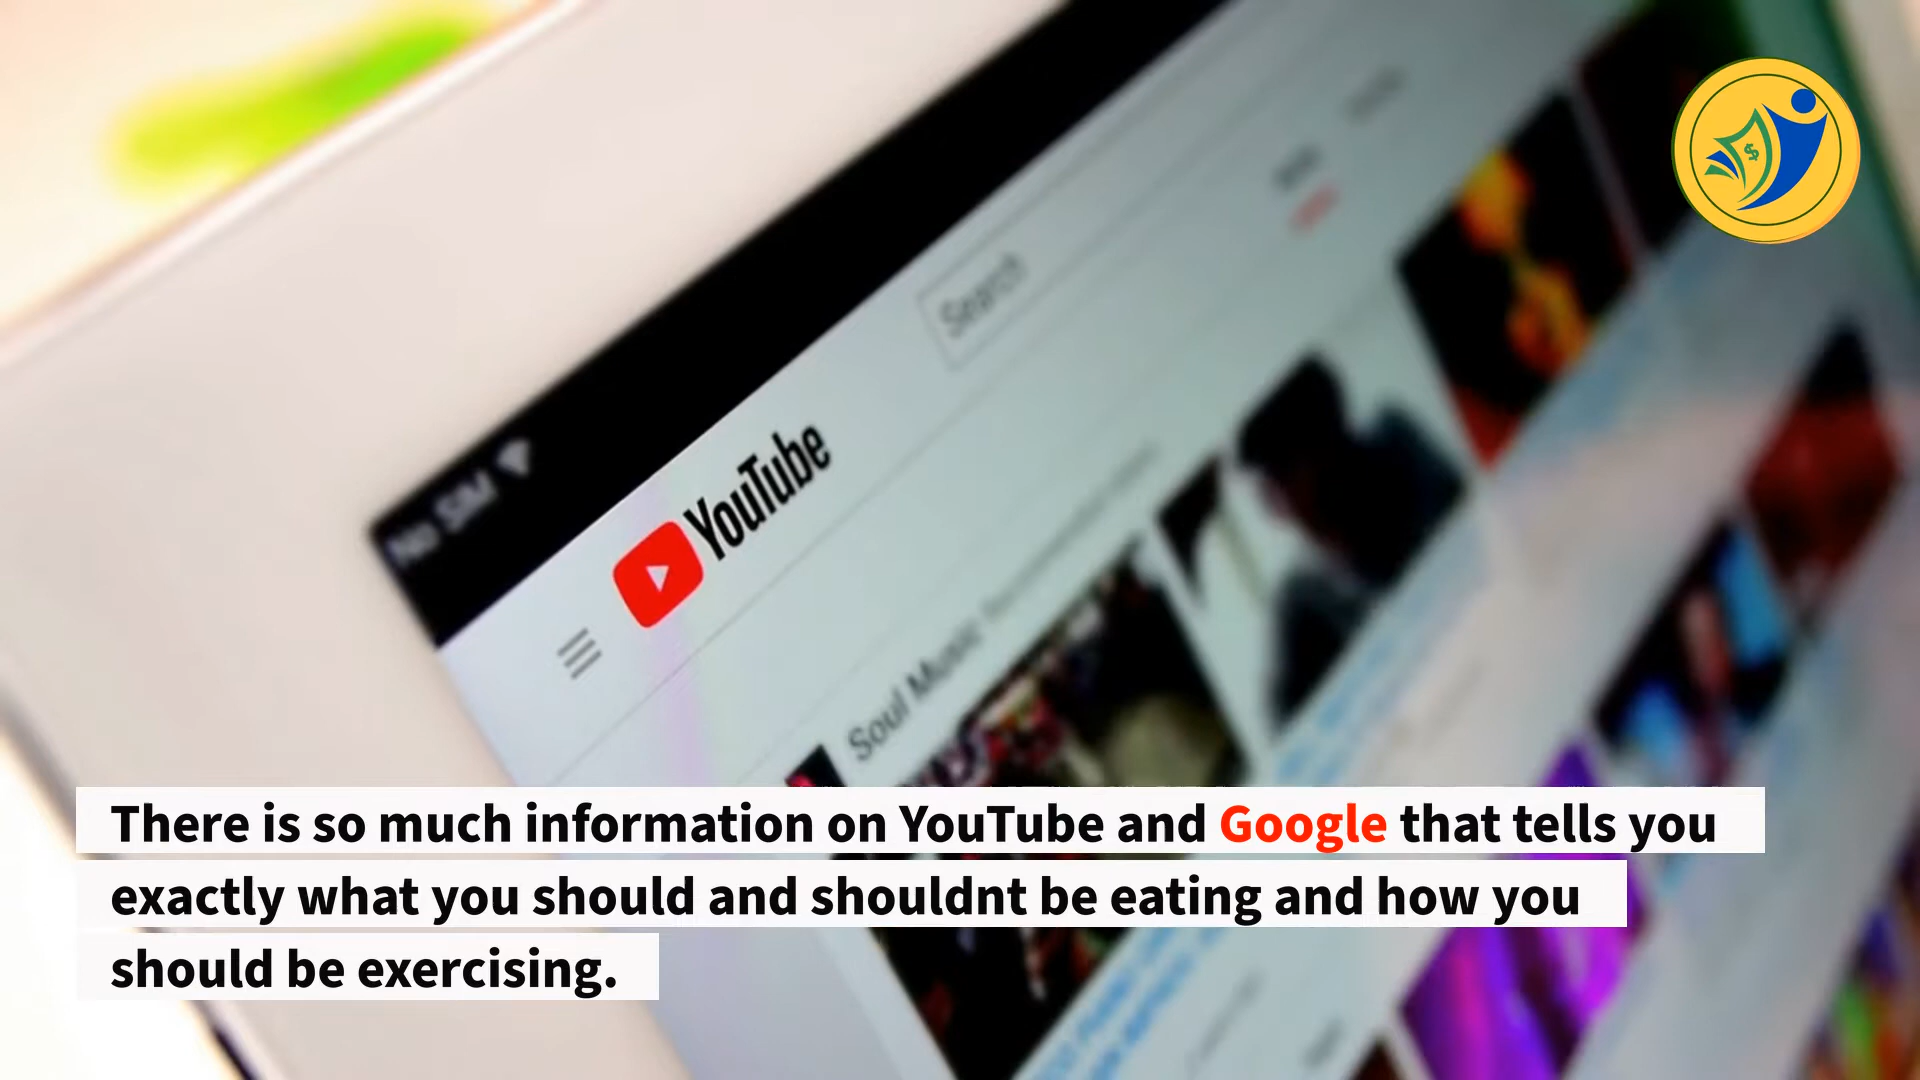 Search
No SIM
YouTube
Soul Music
There is so much information on YouTube and Google that tells you
exactly what you should and shouldnt be eating and how you
should be exercising.